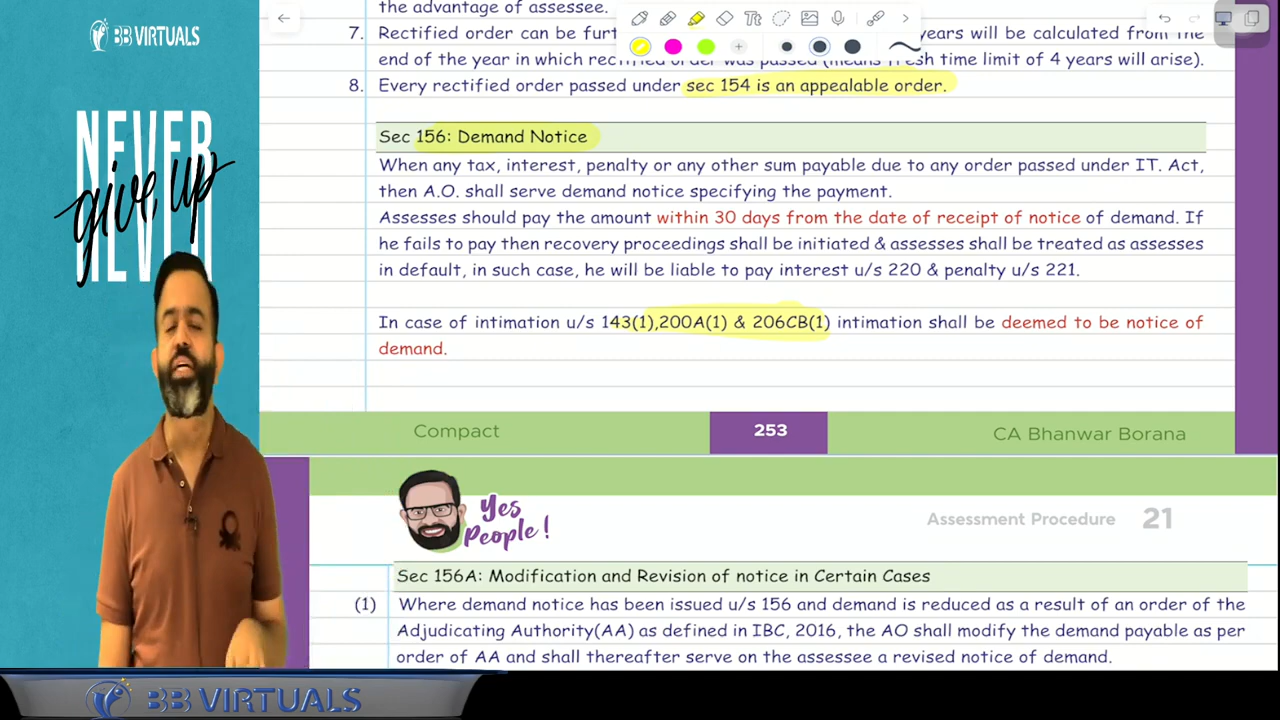 BB VIRTUALS
NEVER
give up
NEVER
the advantage of assessee.
7. Rectified order can be years will be calculated from the
end of the year in which rectified order was passed (means fresh time limit of 4 years will arise).
8. Every rectified order passed under sec 154 is an appealable order.
Sec 156: Demand Notice
When any tax, interest, penalty or any other sum payable due to any order passed under IT. Act,
then A.O. shall serve demand notice specifying the payment.
Assesses should pay the amount within 30 days from the date of receipt of notice of demand. If
he fails to pay then recovery proceedings shall be initiated & assesses shall be treated as assesses
in default, in such case, he will be liable to pay interest u/s 220 & penalty u/s 221.
In case of intimation u/s 143(1),200A(1) & 206CB(1) intimation shall be deemed to be notice of
demand.
Compact 253 CA Bhanwar Borana
Yes
People !
Assessment Procedure 21
Sec 156A: Modification and Revision of notice in Certain Cases
(1) Where demand notice has been issued u/s 156 and demand is reduced as a result of an order of the
Adjudicating Authority(AA) as defined in IBC, 2016, the AO shall modify the demand payable as per
order of AA and shall thereafter serve on the assessee a revised notice of demand.
BB VIRTUALS